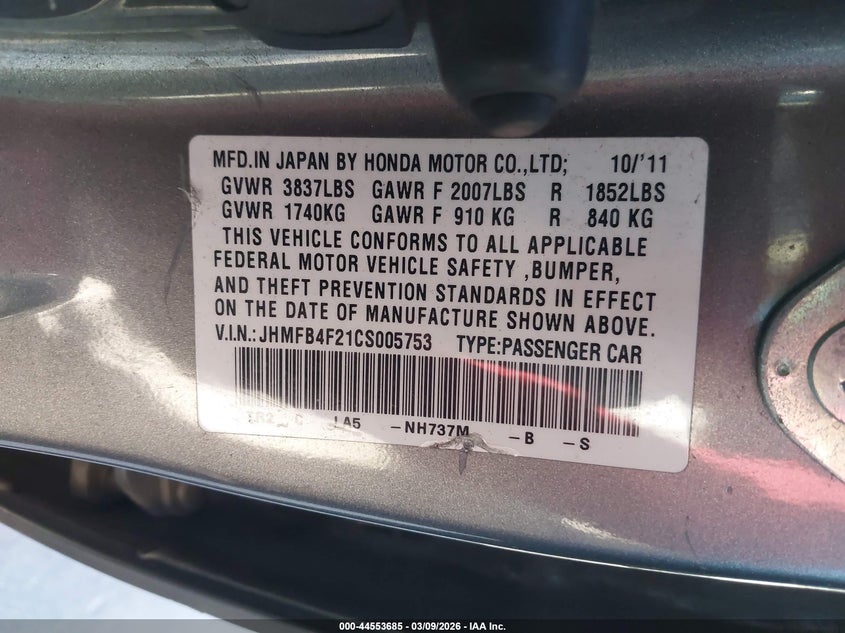 MFD.IN JAPAN BY HONDA MOTOR CO.,LTD; 10/'11
GVWR 3837LBS GAWR F 2007LBS R 1852LBS
GVWR 1740KG GAWR F 910 KG R 840 KG
THIS VEHICLE CONFORMS TO ALL APPLICABLE
FEDERAL MOTOR VEHICLE SAFETY ,BUMPER,
AND THEFT PREVENTION STANDARDS IN EFFECT
ON THE DATE OF MANUFACTURE SHOWN ABOVE.
V.I.N.:JHMFB4F21CS005753 TYPE:PASSENGER CAR
C LA5 -NH737M -B -S
000-44553685 | 03/09/2026 - IAA Inc.